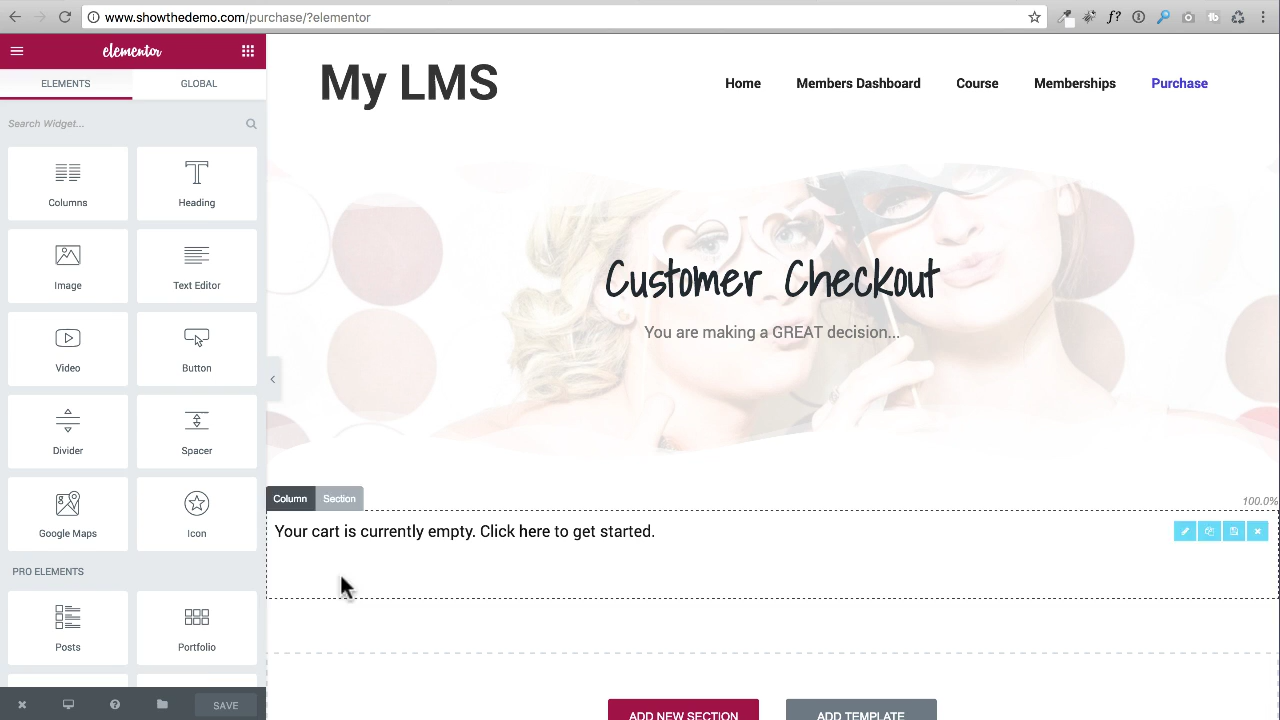 www.showthedemo.com/purchase/?elementor
elementor
ELEMENTS
GLOBAL
Search Widget...
Columns
Heading
Image
Text Editor
Video
Button
Divider
Spacer
Google Maps
Icon
PRO ELEMENTS
Posts
Portfolio
SAVE
My LMS
Home
Members Dashboard
Course
Memberships
Purchase
Customer Checkout
You are making a GREAT decision...
Column
Section
100.0%
Your cart is currently empty. Click here to get started.
ADD NEW SECTION
ADD TEMPLATE